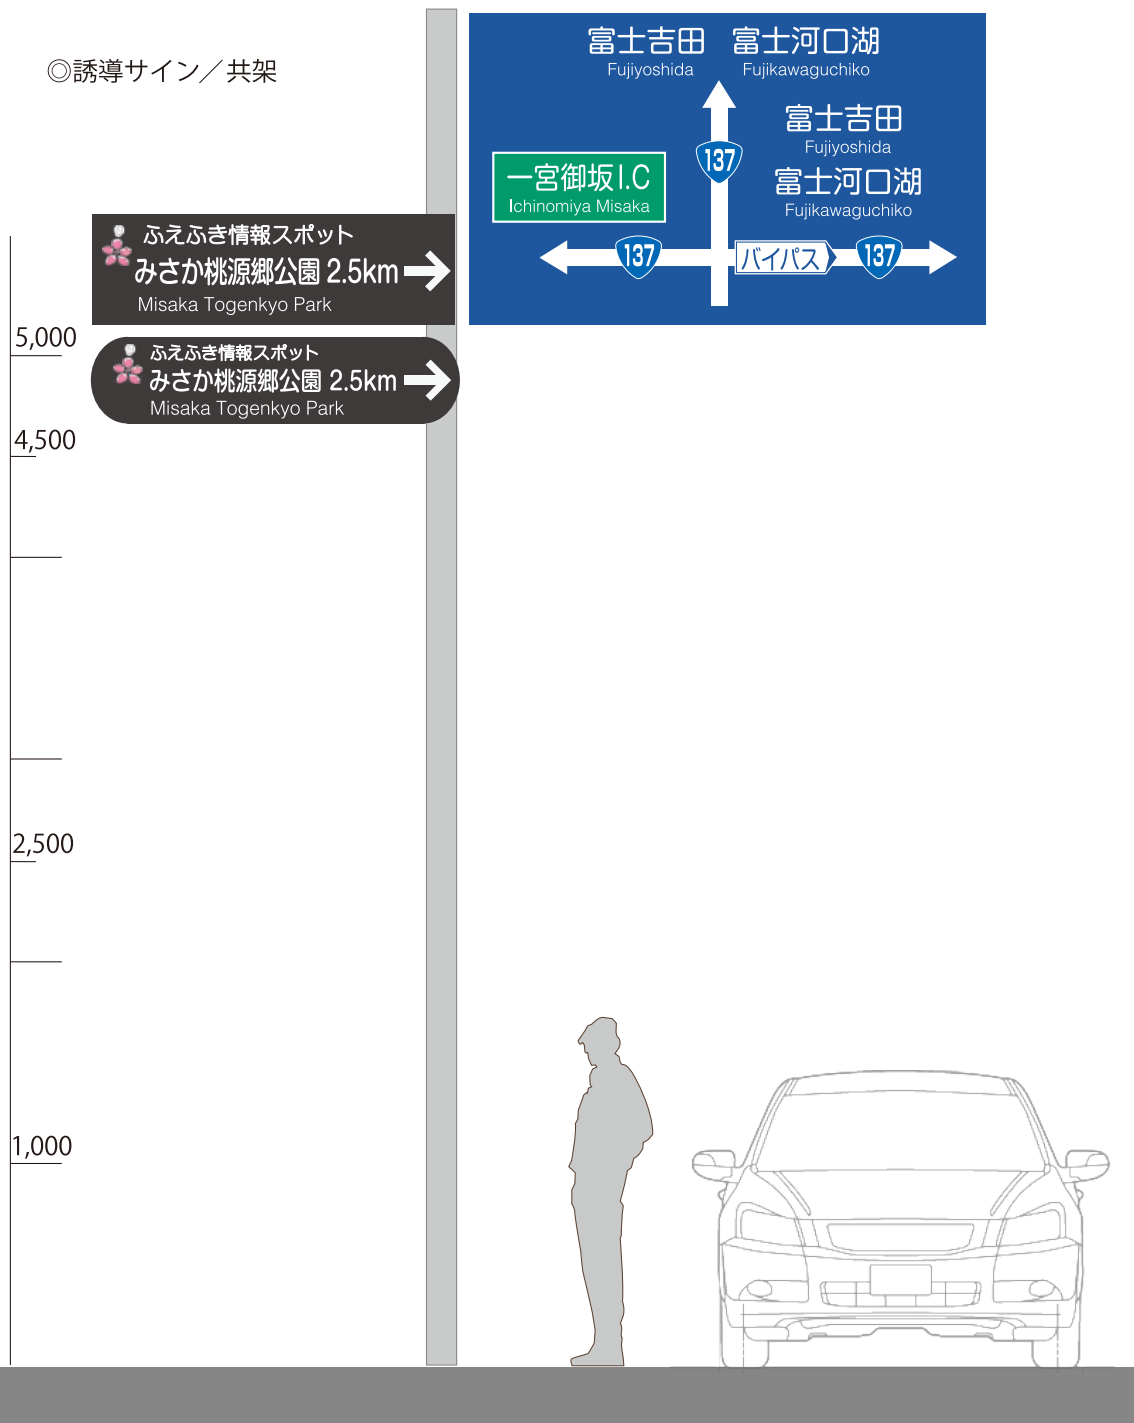 ◎誘導サイン／共架
富士吉田 富士河口湖
Fujiyoshida Fujikawaguchiko
富士吉田
Fujiyoshida
137
一宮御坂I.C
Ichinomiya Misaka
富士河口湖
Fujikawaguchiko
137
バイパス
137
ふえふき情報スポット
みさか桃源郷公園 2.5km
Misaka Togenkyo Park
ふえふき情報スポット
みさか桃源郷公園 2.5km
Misaka Togenkyo Park
5,000
4,500
2,500
1,000